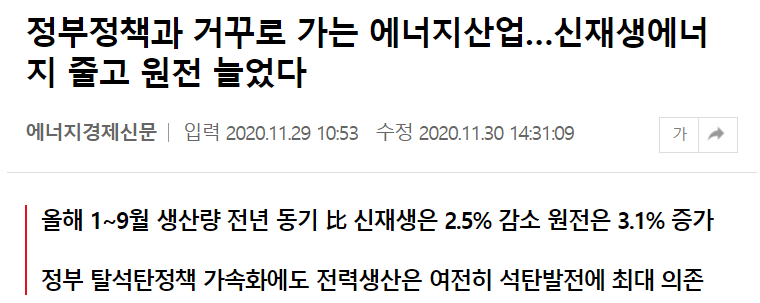 정부정책과 거꾸로 가는 에너지산업…신재생에너
지 줄고 원전 늘었다
에너지경제신문 | 입력 2020.11.29 10:53 수정 2020.11.30 14:31:09
가
올해 1~9월 생산량 전년 동기 比 신재생은 2.5% 감소 원전은 3.1% 증가
정부 탈석탄정책 가속화에도 전력생산은 여전히 석탄발전에 최대 의존